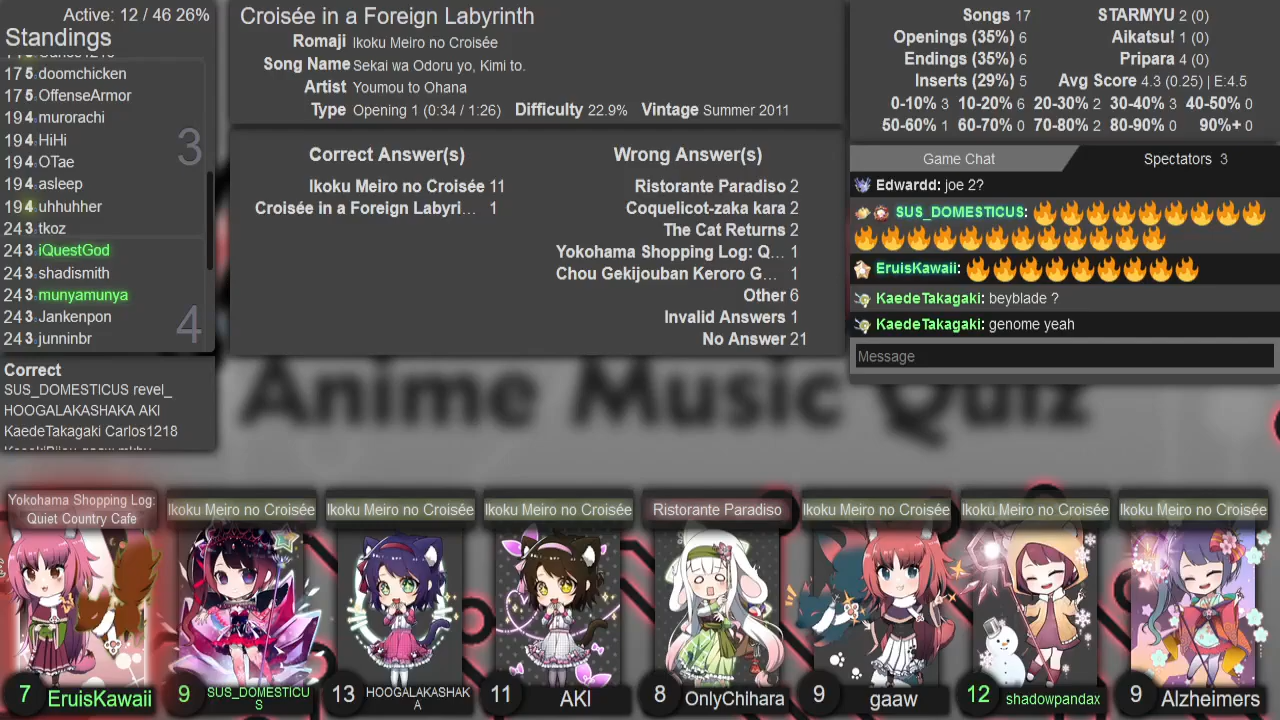 Active: 12 / 46 26%
Standings
17 5 doomchicken
17 5 OffenseArmor
19 4 murorachi
19 4 HiHi
3
19 4 OTae
19 4 asleep
19 4 uhhuhher
24 3 tkoz
24 3 iQuestGod
24 3 shadismith
24 3 munyamunya
24 3 Jankenpon
4
24 3 junninbr
Correct
SUS_DOMESTICUS revel_
HOOGALAKASHAKA AKI
KaedeTakagaki Carlos1218
Croisée in a Foreign Labyrinth
Romaji Ikoku Meiro no Croisée
Song Name Sekai wa Odoru yo, Kimi to.
Artist Youmou to Ohana
Type Opening 1 (0:34 / 1:26) Difficulty 22.9% Vintage Summer 2011
Correct Answer(s)
Ikoku Meiro no Croisée 11
Croisée in a Foreign Labyri... 1
Wrong Answer(s)
Ristorante Paradiso 2
Coquelicot-zaka kara 2
The Cat Returns 2
Yokohama Shopping Log: Q... 1
Chou Gekijouban Keroro G... 1
Other 6
Invalid Answers 1
No Answer 21
Songs 17 STARMYU 2 (0)
Openings (35%) 6 Aikatsu! 1 (0)
Endings (35%) 6 Pripara 4 (0)
Inserts (29%) 5 Avg Score 4.3 (0.25) | E:4.5
0-10% 3 10-20% 6 20-30% 2 30-40% 3 40-50% 0
50-60% 1 60-70% 0 70-80% 2 80-90% 0 90%+ 0
Game Chat Spectators 3
Edwardd: joe 2?
SUS_DOMESTICUS: 🔥🔥🔥🔥🔥🔥🔥🔥🔥
🔥🔥🔥🔥🔥🔥🔥🔥🔥🔥🔥🔥
EruisKawaii: 🔥🔥🔥🔥🔥🔥🔥🔥🔥
KaedeTakagaki: beyblade ?
KaedeTakagaki: genome yeah
Message
Anime Music Quiz
Yokohama Shopping Log:
Quiet Country Cafe
Ikoku Meiro no Croisée
Ikoku Meiro no Croisée
Ikoku Meiro no Croisée
Ristorante Paradiso
Ikoku Meiro no Croisée
Ikoku Meiro no Croisée
Ikoku Meiro no Croisée
7 EruisKawaii
9 SUS_DOMESTICU
S
13 HOOGALAKASHAK
A
11 AKI
8 OnlyChihara
9 gaaw
12 shadowpandax
9 Alzheimers